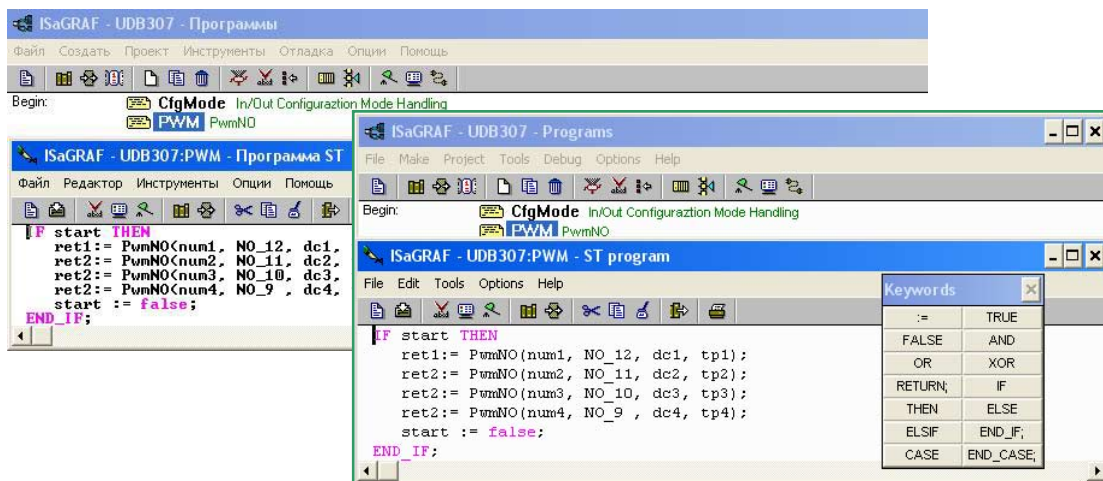 ISaGRAF - UDB307 - Программы
Файл Создать Проект Инструменты Отладка Опции Помощь
Begin: CfgMode In/Out Configuraztion Mode Handling
PWM PwmNO
ISaGRAF - UDB307:PWM - Программа ST
Файл Редактор Инструменты Опции Помощь
IF start THEN
ret1:= PwmNO(num1, NO_12, dc1,
ret2:= PwmNO(num2, NO_11, dc2,
ret2:= PwmNO(num3, NO_10, dc3,
ret2:= PwmNO(num4, NO_9 , dc4,
start := false;
END_IF;
ISaGRAF - UDB307 - Programs
File Make Project Tools Debug Options Help
Begin: CfgMode In/Out Configuraztion Mode Handling
PWM PwmNO
ISaGRAF - UDB307:PWM - ST program
File Edit Tools Options Help
IF start THEN
ret1:= PwmNO(num1, NO_12, dc1, tp1);
ret2:= PwmNO(num2, NO_11, dc2, tp2);
ret2:= PwmNO(num3, NO_10, dc3, tp3);
ret2:= PwmNO(num4, NO_9 , dc4, tp4);
start := false;
END_IF;
Keywords
:= TRUE
FALSE AND
OR XOR
RETURN; IF
THEN ELSE
ELSIF END_IF;
CASE END_CASE;